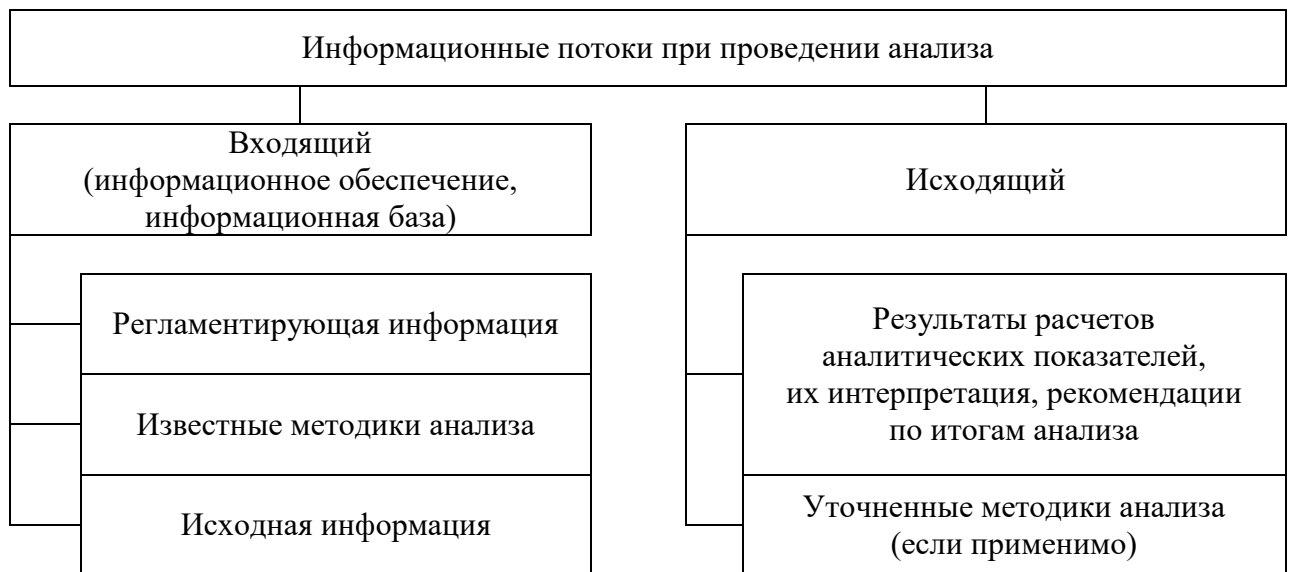 Информационные потоки при проведении анализа
Входящий
(информационное обеспечение,
информационная база)
Регламентирующая информация
Известные методики анализа
Исходная информация
Исходящий
Результаты расчетов
аналитических показателей,
их интерпретация, рекомендации
по итогам анализа
Уточненные методики анализа
(если применимо)